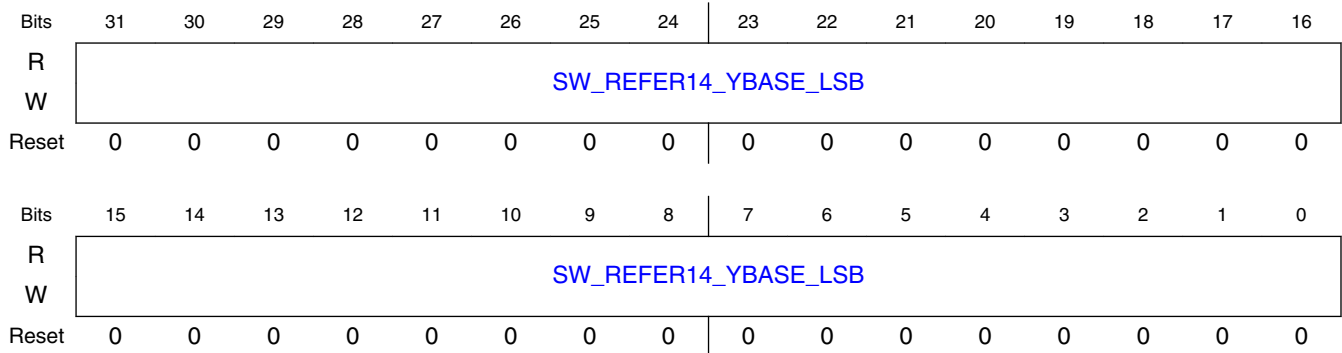 Bits 31 30 29 28 27 26 25 24 23 22 21 20 19 18 17 16
R
SW_REFER14_YBASE_LSB
W
Reset 0 0 0 0 0 0 0 0 0 0 0 0 0 0 0 0
Bits 15 14 13 12 11 10 9 8 7 6 5 4 3 2 1 0
R
SW_REFER14_YBASE_LSB
W
Reset 0 0 0 0 0 0 0 0 0 0 0 0 0 0 0 0